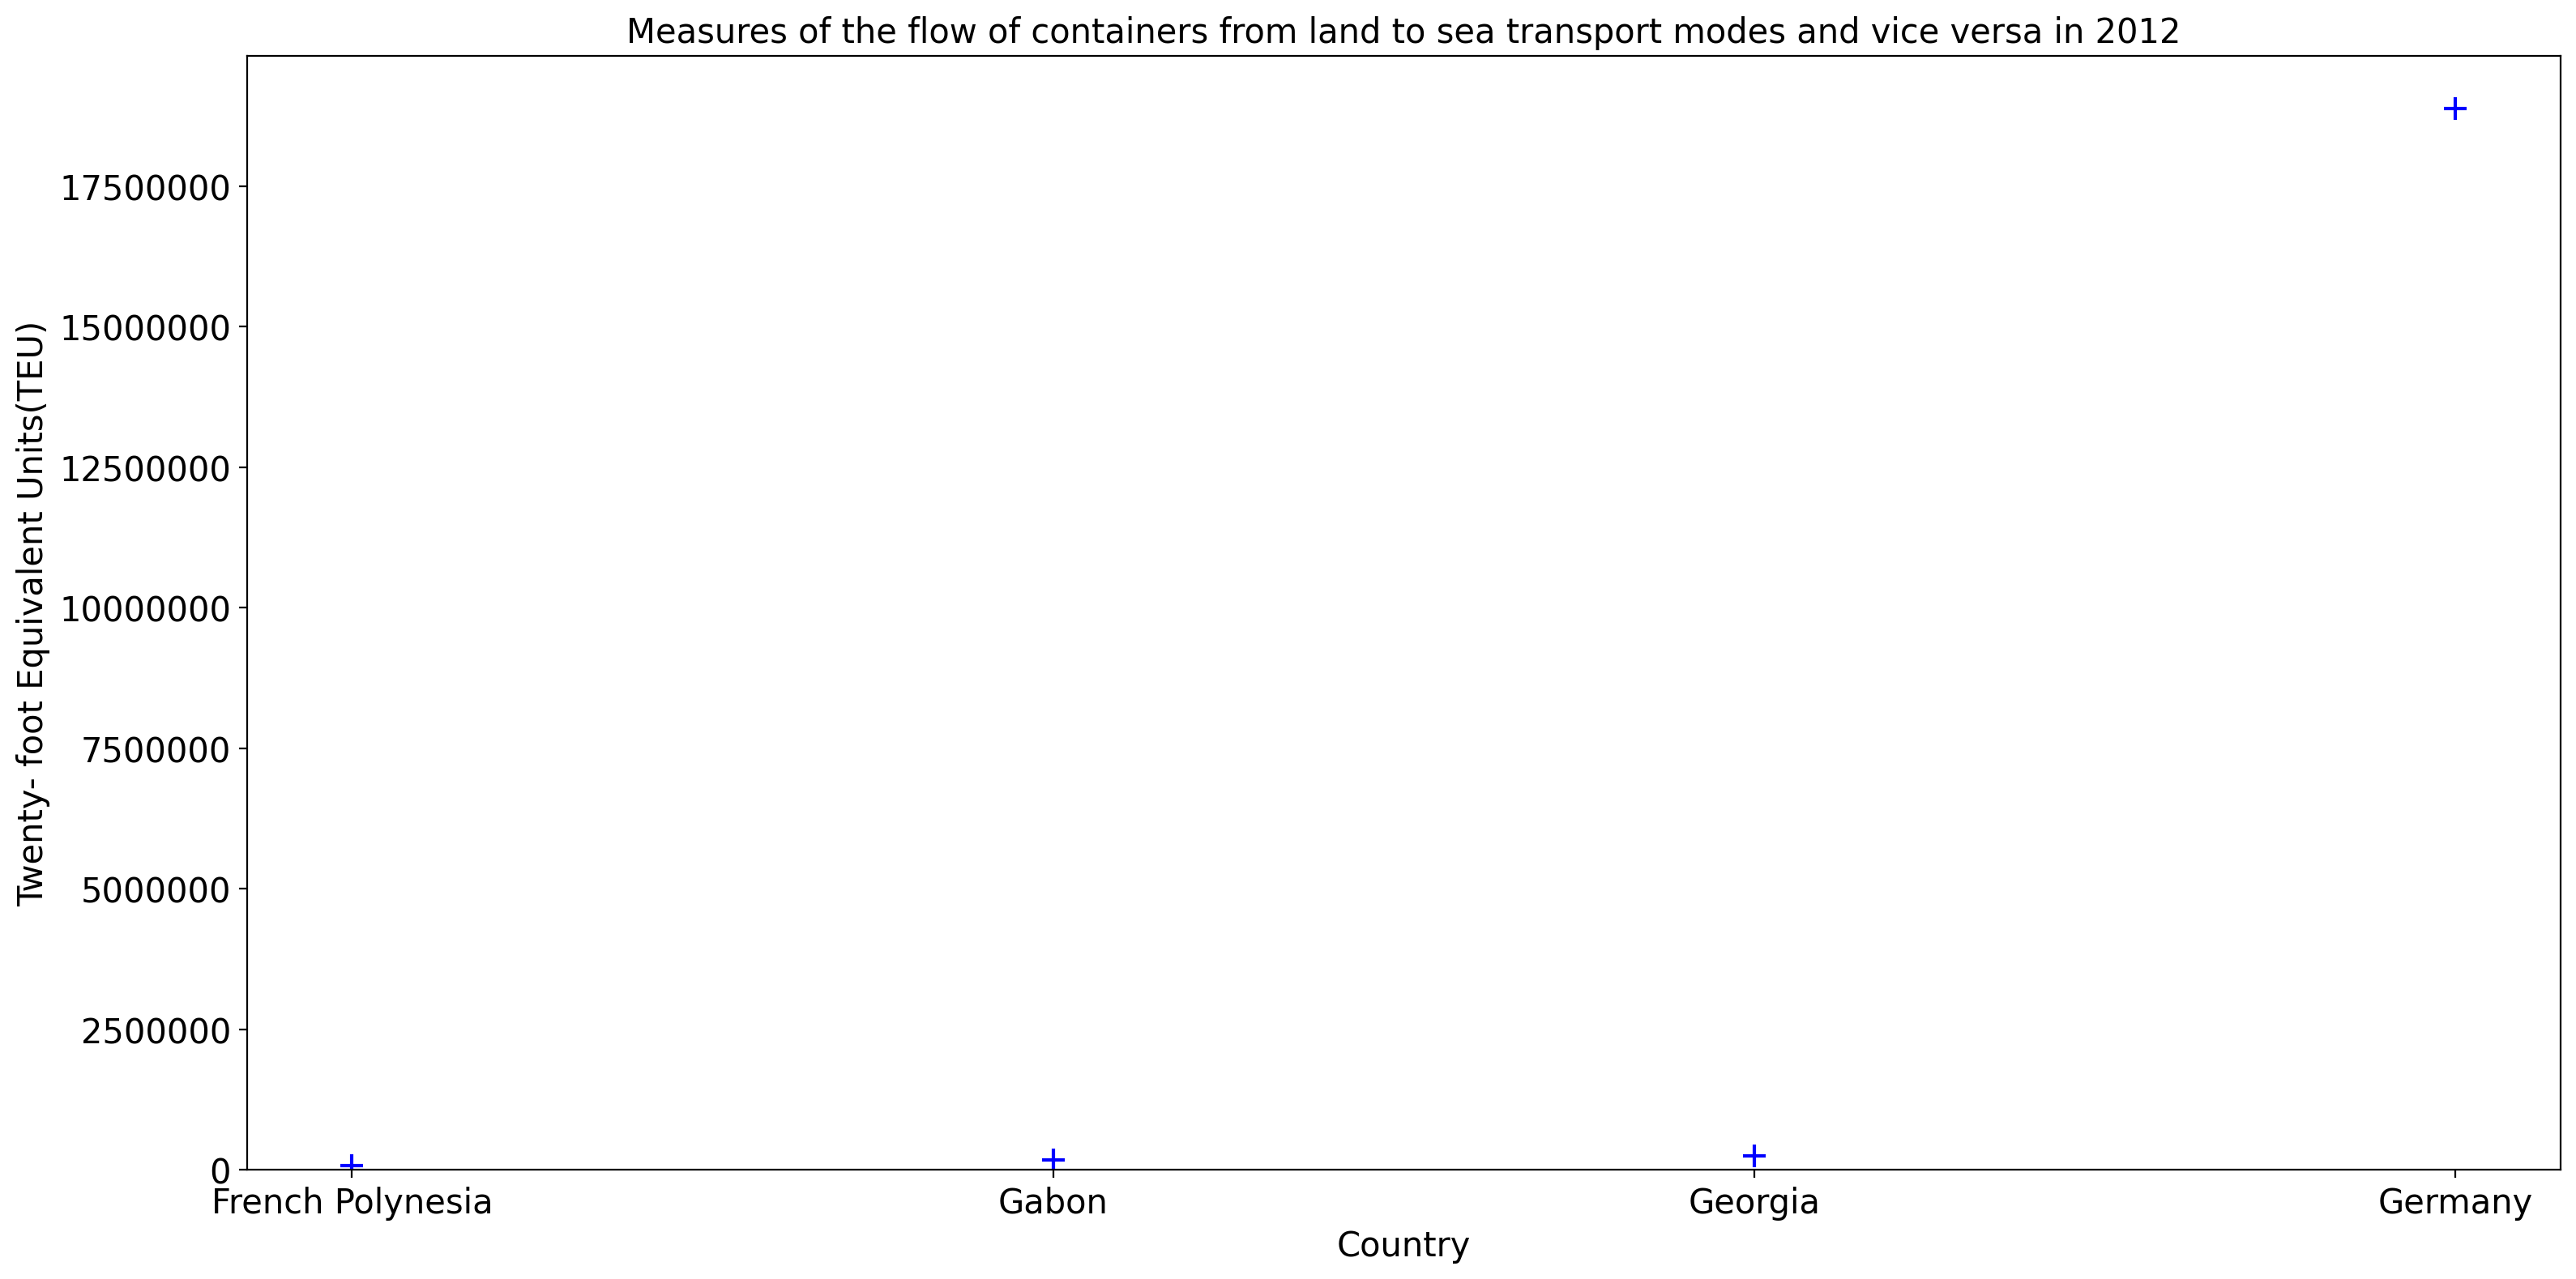 Measures of the flow of containers from land to sea transport modes and vice versa in 2012
Twenty- foot Equivalent Units(TEU)
17500000
15000000
12500000
10000000
7500000
5000000
2500000
0
French Polynesia
Gabon
Georgia
Germany
Country